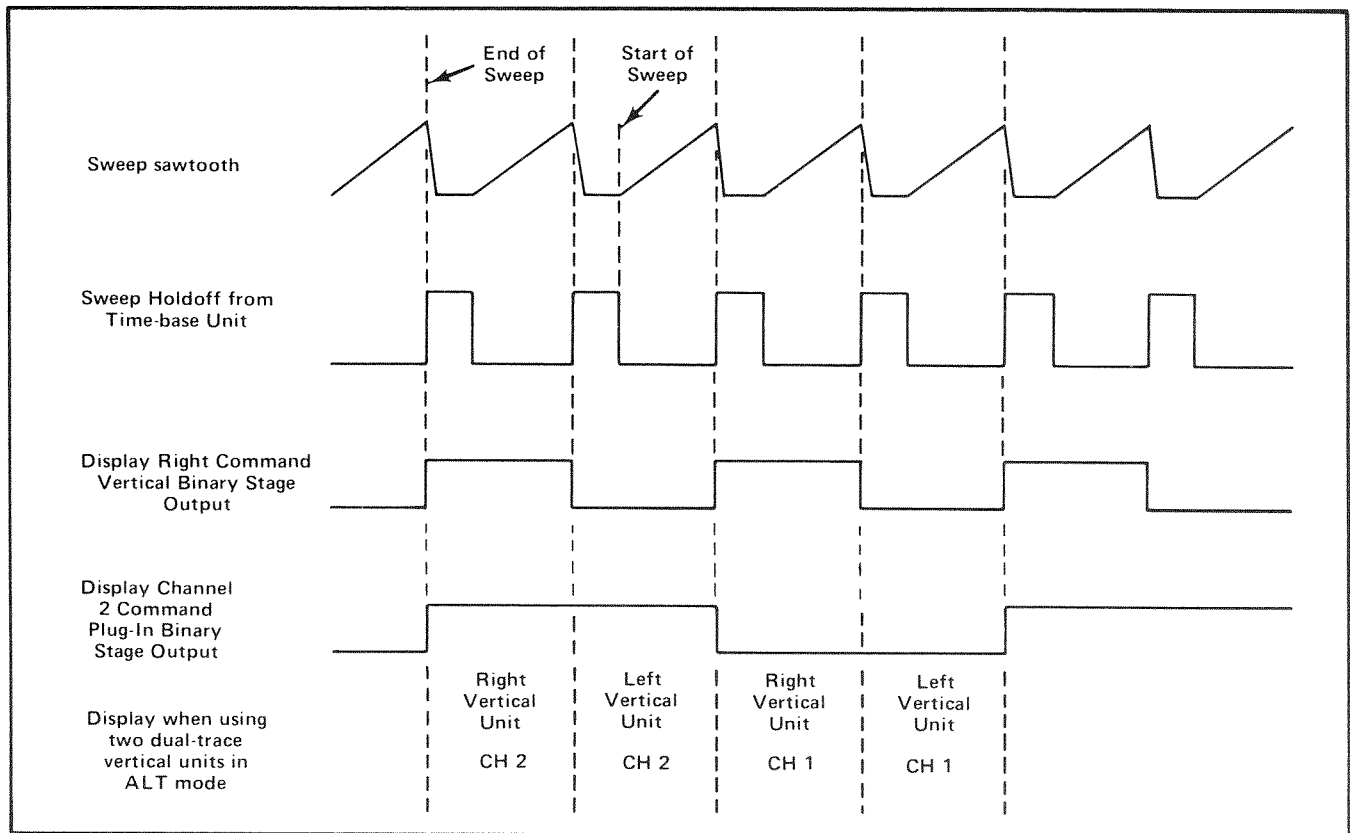 End of
Sweep
Start of
Sweep
Sweep sawtooth
Sweep Holdoff from
Time-base Unit
Display Right Command
Vertical Binary Stage
Output
Display Channel
2 Command
Plug-In Binary
Stage Output
Display when using
two dual-trace
vertical units in
ALT mode
Right
Vertical
Unit
CH 2
Left
Vertical
Unit
CH 2
Right
Vertical
Unit
CH 1
Left
Vertical
Unit
CH 1